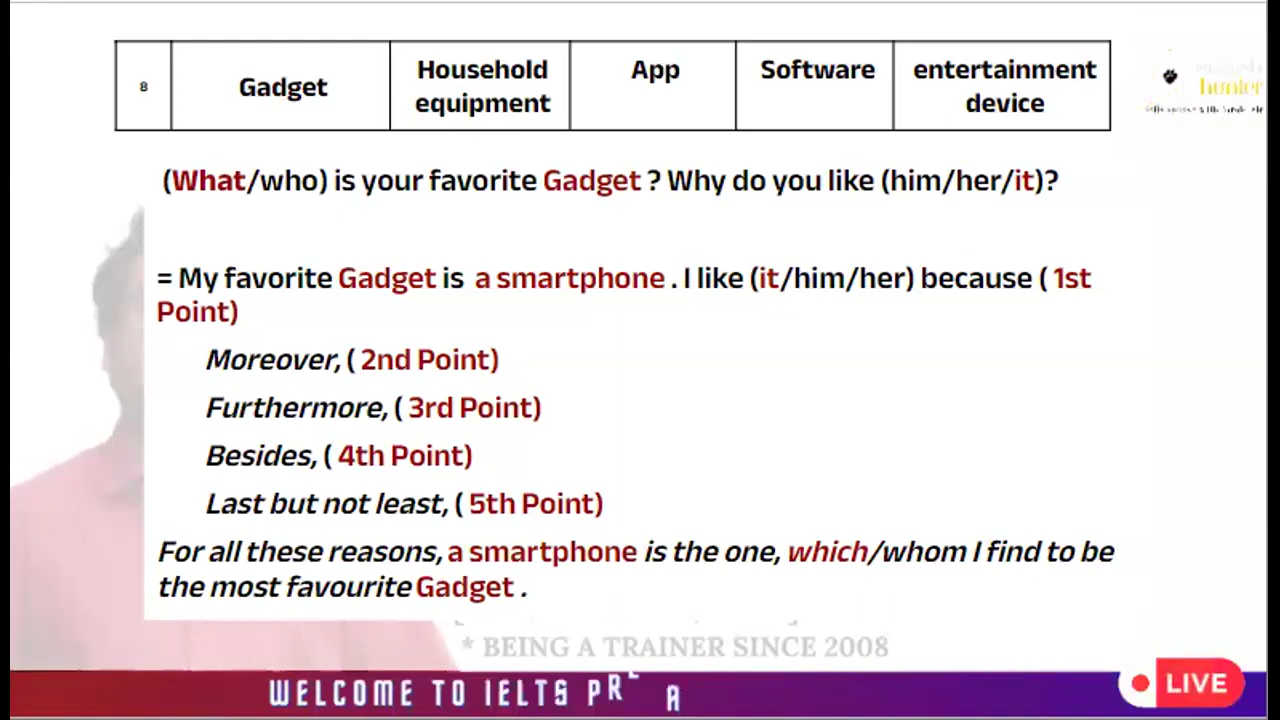 8 Gadget Household equipment App Software entertainment device
hunter
(What/who) is your favorite Gadget ? Why do you like (him/her/it)?
= My favorite Gadget is a smartphone . I like (it/him/her) because ( 1st
Point)
Moreover, ( 2nd Point)
Furthermore, ( 3rd Point)
Besides, ( 4th Point)
Last but not least, ( 5th Point)
For all these reasons, a smartphone is the one, which/whom I find to be
the most favourite Gadget .
* BEING A TRAINER SINCE 2008
WELCOME TO IELTS
LIVE